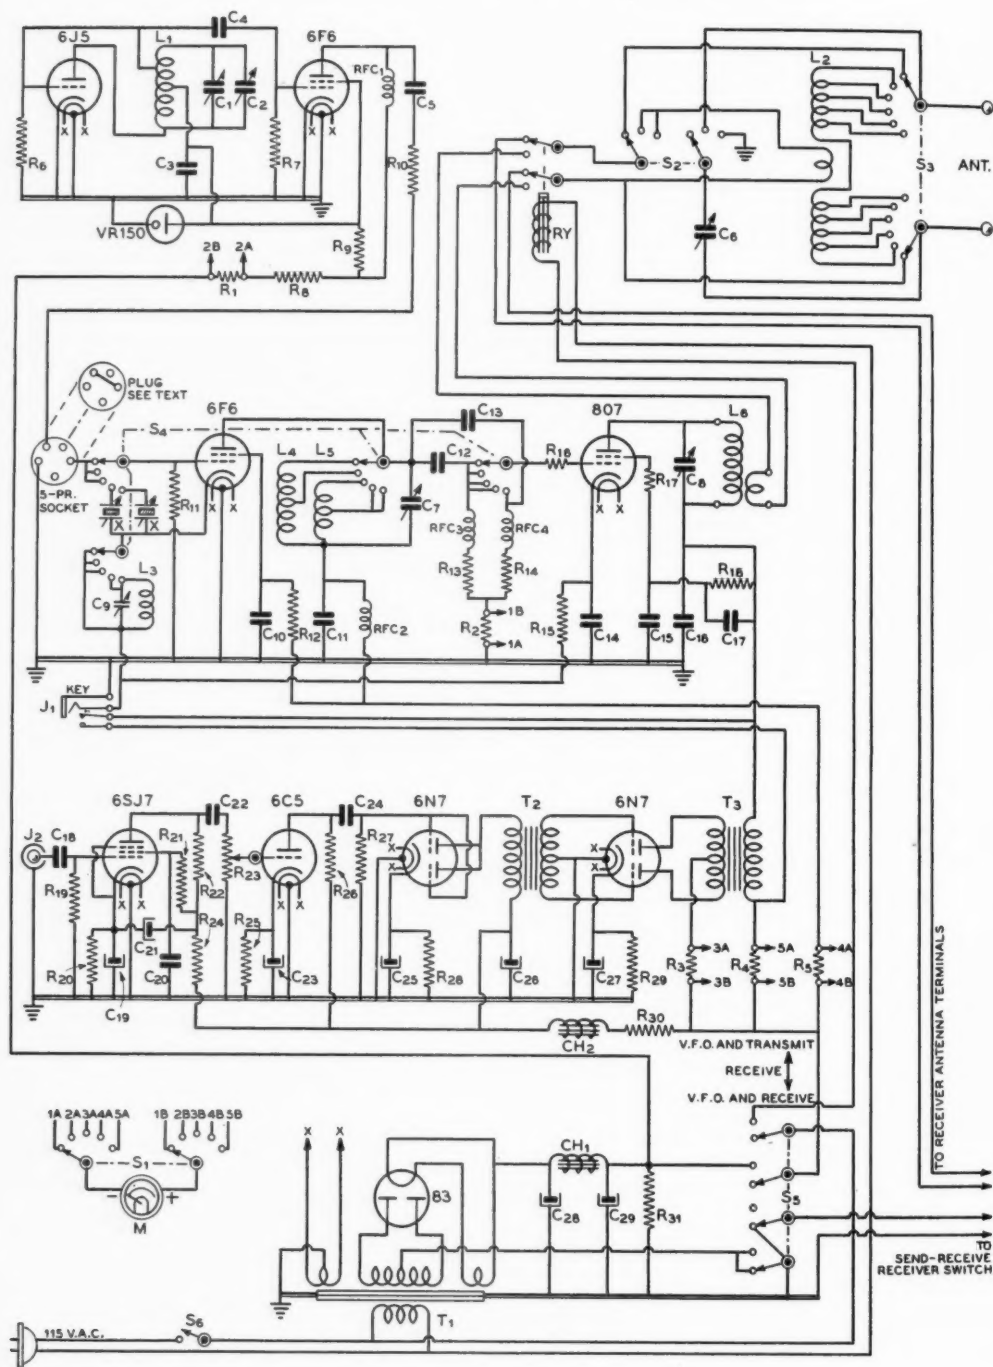 C4
6J5
L1
6F6
RFC1
C5
C1
C2
R6
C3
R7
R10
VR150
R9
2B
2A
R1
R8
L2
S3
ANT.
S2
RY
C6
PLUG
SEE TEXT
5-PR.
SOCKET
S4
6F6
L4
L5
C13
C12
807
L6
R16
R17
C8
X
X
R11
C7
RFC3
RFC4
L3
C9
R13
R14
R18
C10
R12
C11
RFC2
R2
1B
1A
R15
C14
C15
C16
C17
KEY
J1
6SJ7
C22
6C5
C24
6N7
T2
6N7
T3
J2
C18
R21
R27
R23
R19
R22
R26
R24
R25
C21
R20
C20
C19
C23
C25
R28
C26
C27
R29
3A
5A
4A
R3
R4
R5
3B
5B
4B
R30
CH2
V.F.O. AND TRANSMIT
RECEIVE
V.F.O. AND RECEIVE
TO RECEIVER ANTENNA TERMINALS
1A 2A 3A 4A 5A
1B 2B 3B 4B 5B
S1
- +
M
X X
83
CH1
C28
C29
R31
S5
TO
SEND-RECEIVE
RECEIVER SWITCH
T1
S6
115 V.A.C.